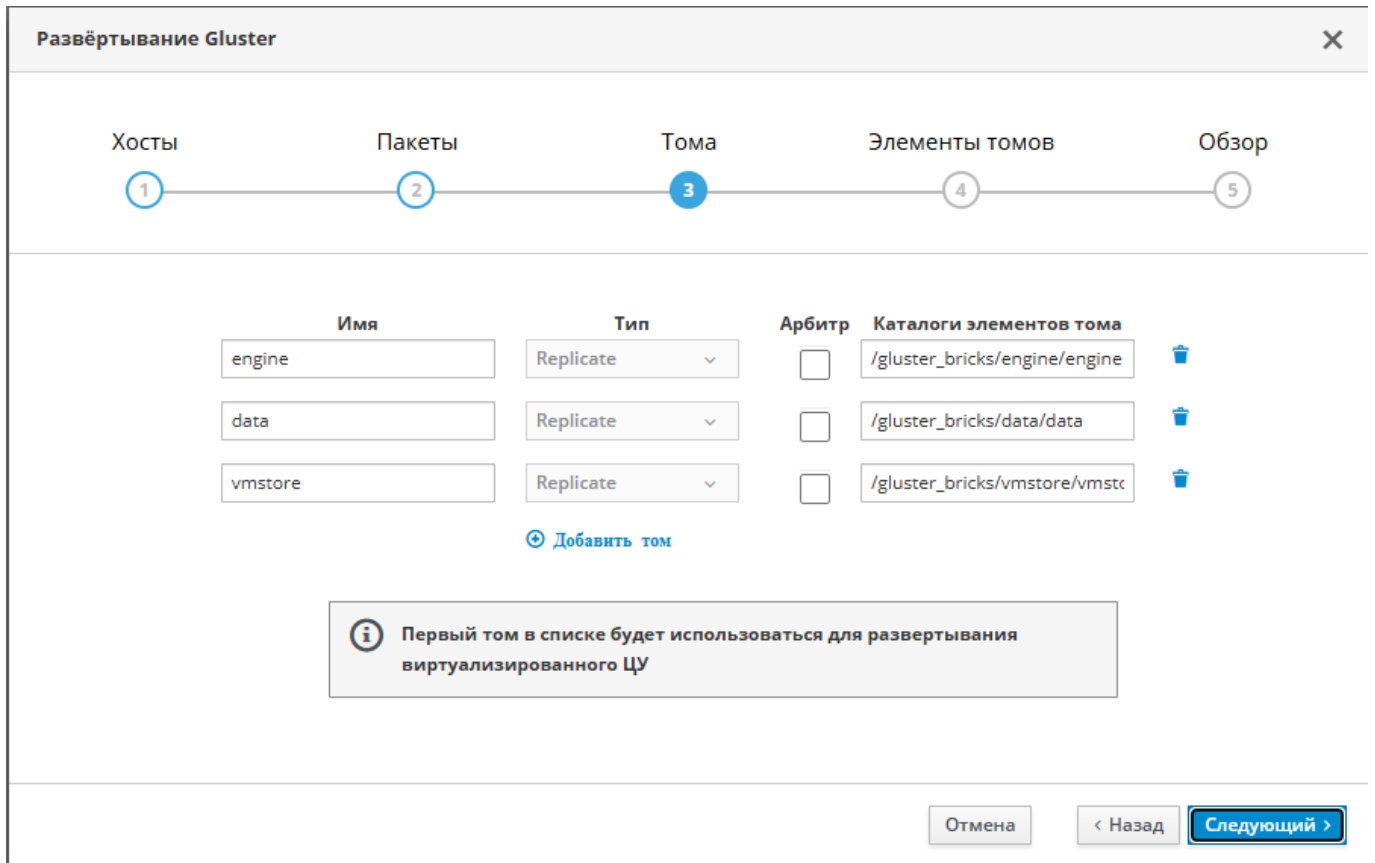 Развёртывание Gluster
Хосты Пакеты Тома Элементы томов Обзор
1 2 3 4 5
Имя Тип Арбитр Каталоги элементов тома
engine Replicate /gluster_bricks/engine/engine
data Replicate /gluster_bricks/data/data
vmstore Replicate /gluster_bricks/vmstore/vmsto
Добавить том
Первый том в списке будет использоваться для развертывания
виртуализированного ЦУ
Отмена < Назад Следующий >